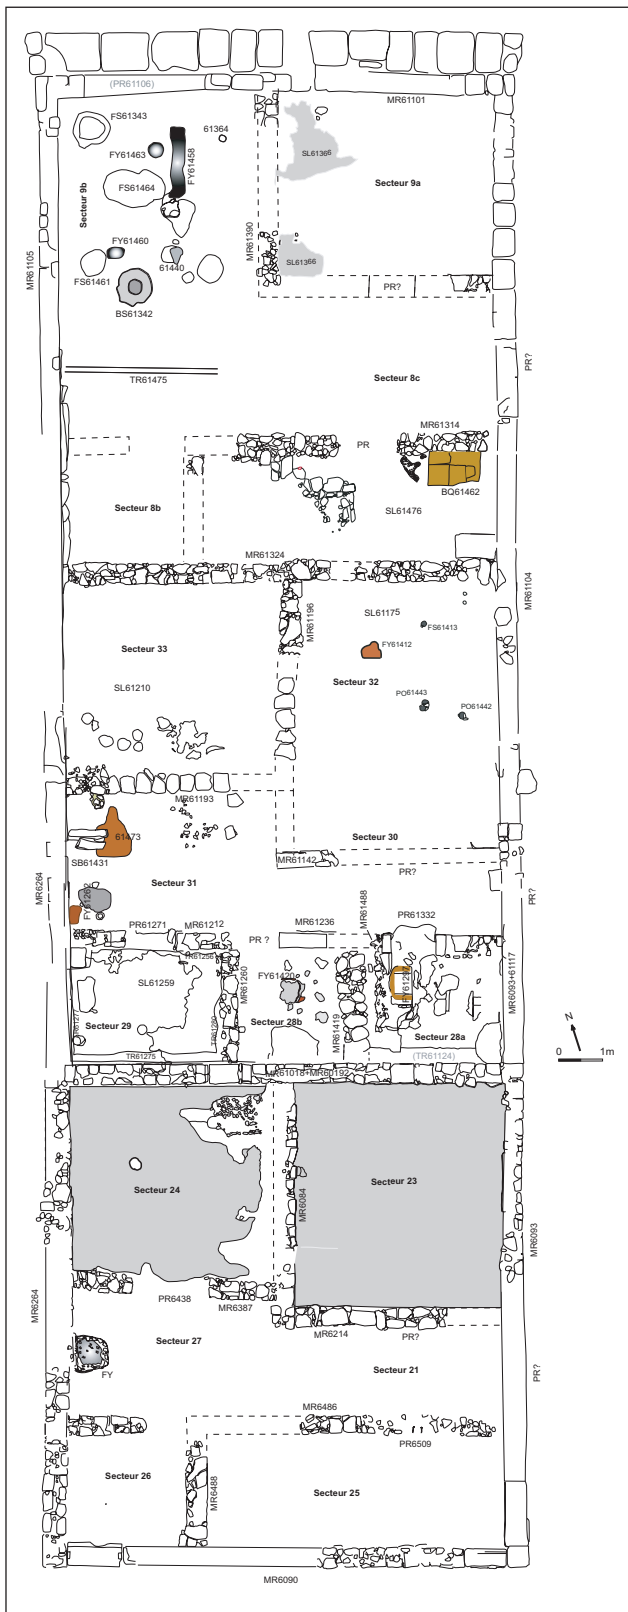 (PR61106)
MR61101
FS61343
61364
FY61463
FY61458
SL61366
Secteur 9a
FS61464
Secteur 9b
MR61390
MR61105
FY61460
61440
SL61366
FS61461
BS61342
PR?
PR?
TR61475
Secteur 8c
MR61314
PR
BQ61462
Secteur 8b
SL61476
MR61324
MR61104
MR61196
SL61175
FS61413
FY61412
Secteur 33
Secteur 32
SL61210
PO61443
PO61442
MR61193
61473
Secteur 30
MR61142
SB61431
PR?
MR6264
Secteur 31
FY61262
PR?
MR61488
PR61271
MR61212
MR61236
PR61332
PR ?
TR61256
MR61260
FY61420
SL61259
MR6093+61117
Secteur 29
Secteur 28b
MR61419
Secteur 28a
TR61275
(TR61124)
N
0 1m
MR61018+MR60192
Secteur 24
Secteur 23
MR6084
MR6093
PR6438
MR6387
MR6264
MR6214
PR?
Secteur 27
FY
Secteur 21
PR?
MR6486
PR6509
Secteur 26
MR6488
Secteur 25
MR6090